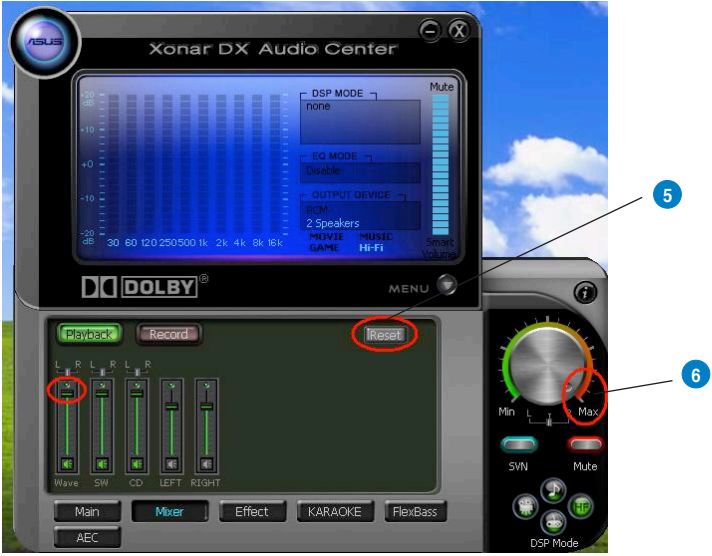 ASUS
Xonar DX Audio Center
Mute
+20
dB
+10
+0
-10
-20
dB
30 60 120 250 500 1k 2k 4k 8k 16k
DSP MODE
none
EQ MODE
Disable
OUTPUT DEVICE
PCM
2 Speakers
MOVIE MUSIC
GAME Hi-Fi
Smart
Volume
DOLBY®
MENU
5
Playback Record Reset
L R L R L R
Wave SW CD LEFT RIGHT
Main Mixer Effect KARAOKE FlexBass
AEC
i
6
Min L R Max
SVN Mute
HF
DSP Mode